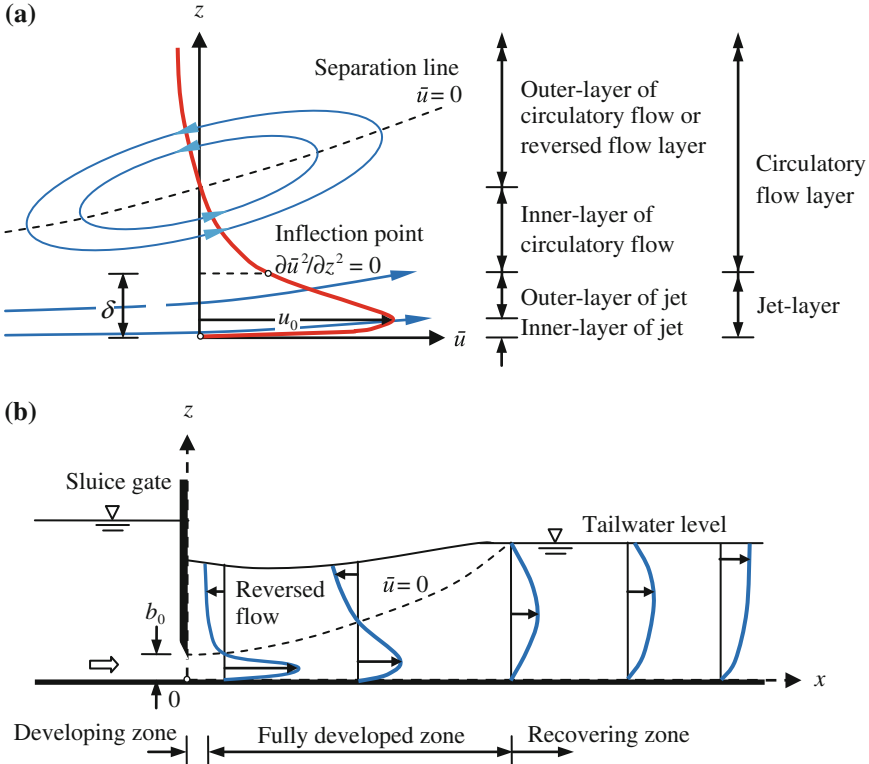 (a)
z
Separation line
ū = 0
Outer-layer of
circulatory flow or
reversed flow layer
Circulatory
flow layer
Inner-layer of
circulatory flow
Inflection point
∂ū²/∂z² = 0
δ
u₀
ū
Outer-layer of jet
Inner-layer of jet
Jet-layer
(b)
z
Sluice gate
Tailwater level
Reversed
flow
ū = 0
b₀
0
x
Developing zone
Fully developed zone
Recovering zone